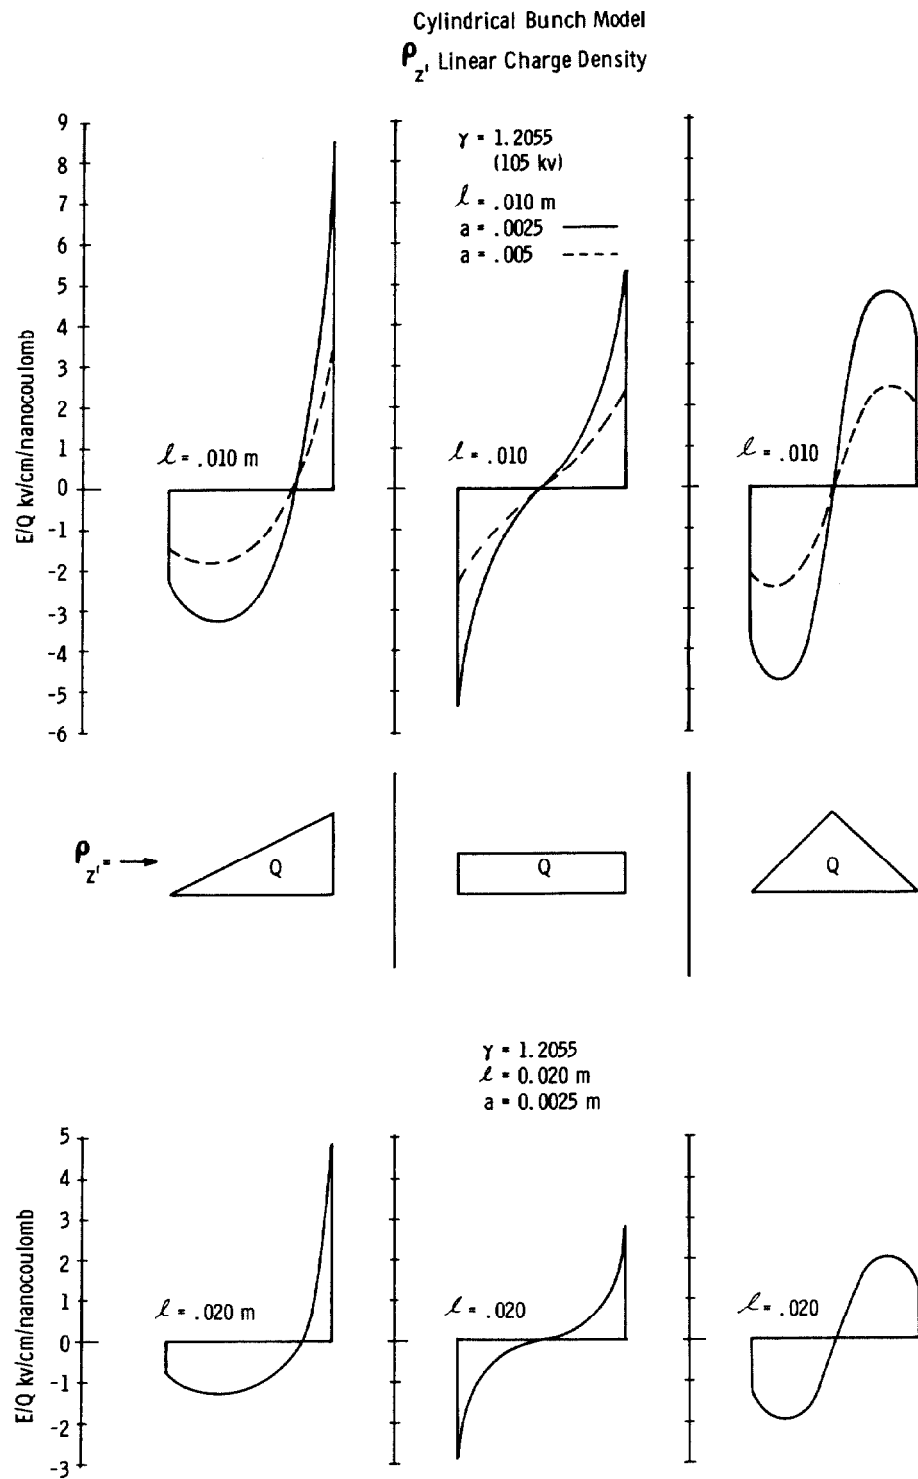 Cylindrical Bunch Model
ρz' Linear Charge Density
γ = 1.2055
(105 kv)
ℓ = .010 m
a = .0025
a = .005
E/Q kv/cm/nanocoulomb
9
8
7
6
5
4
3
2
1
0
-1
-2
-3
-4
-5
-6
ℓ = .010 m
ℓ = .010
ℓ = .010
ρz' = →
Q
Q
Q
γ = 1.2055
ℓ = 0.020 m
a = 0.0025 m
E/Q kv/cm/nanocoulomb
5
4
3
2
1
0
-1
-2
-3
ℓ = .020 m
ℓ = .020
ℓ = .020